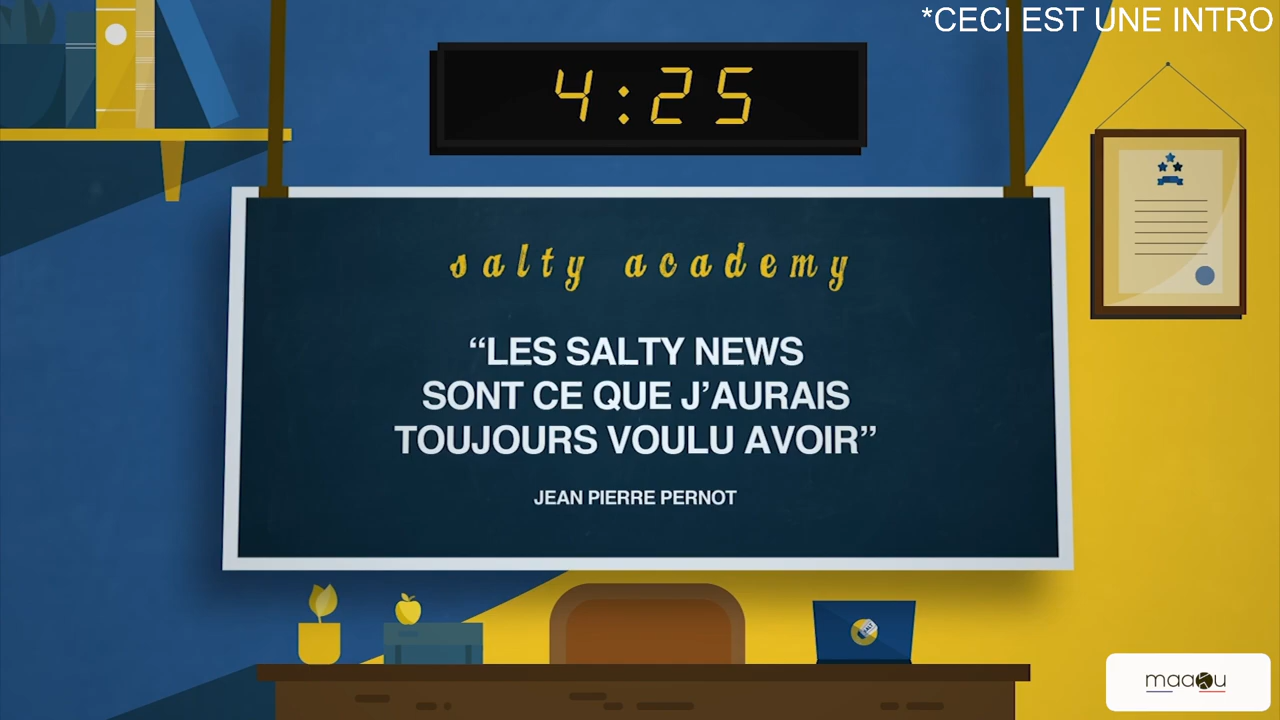 *CECI EST UNE INTRO
4:25
salty academy
“LES SALTY NEWS
SONT CE QUE J’AURAIS
TOUJOURS VOULU AVOIR”
JEAN PIERRE PERNOT
maaKu